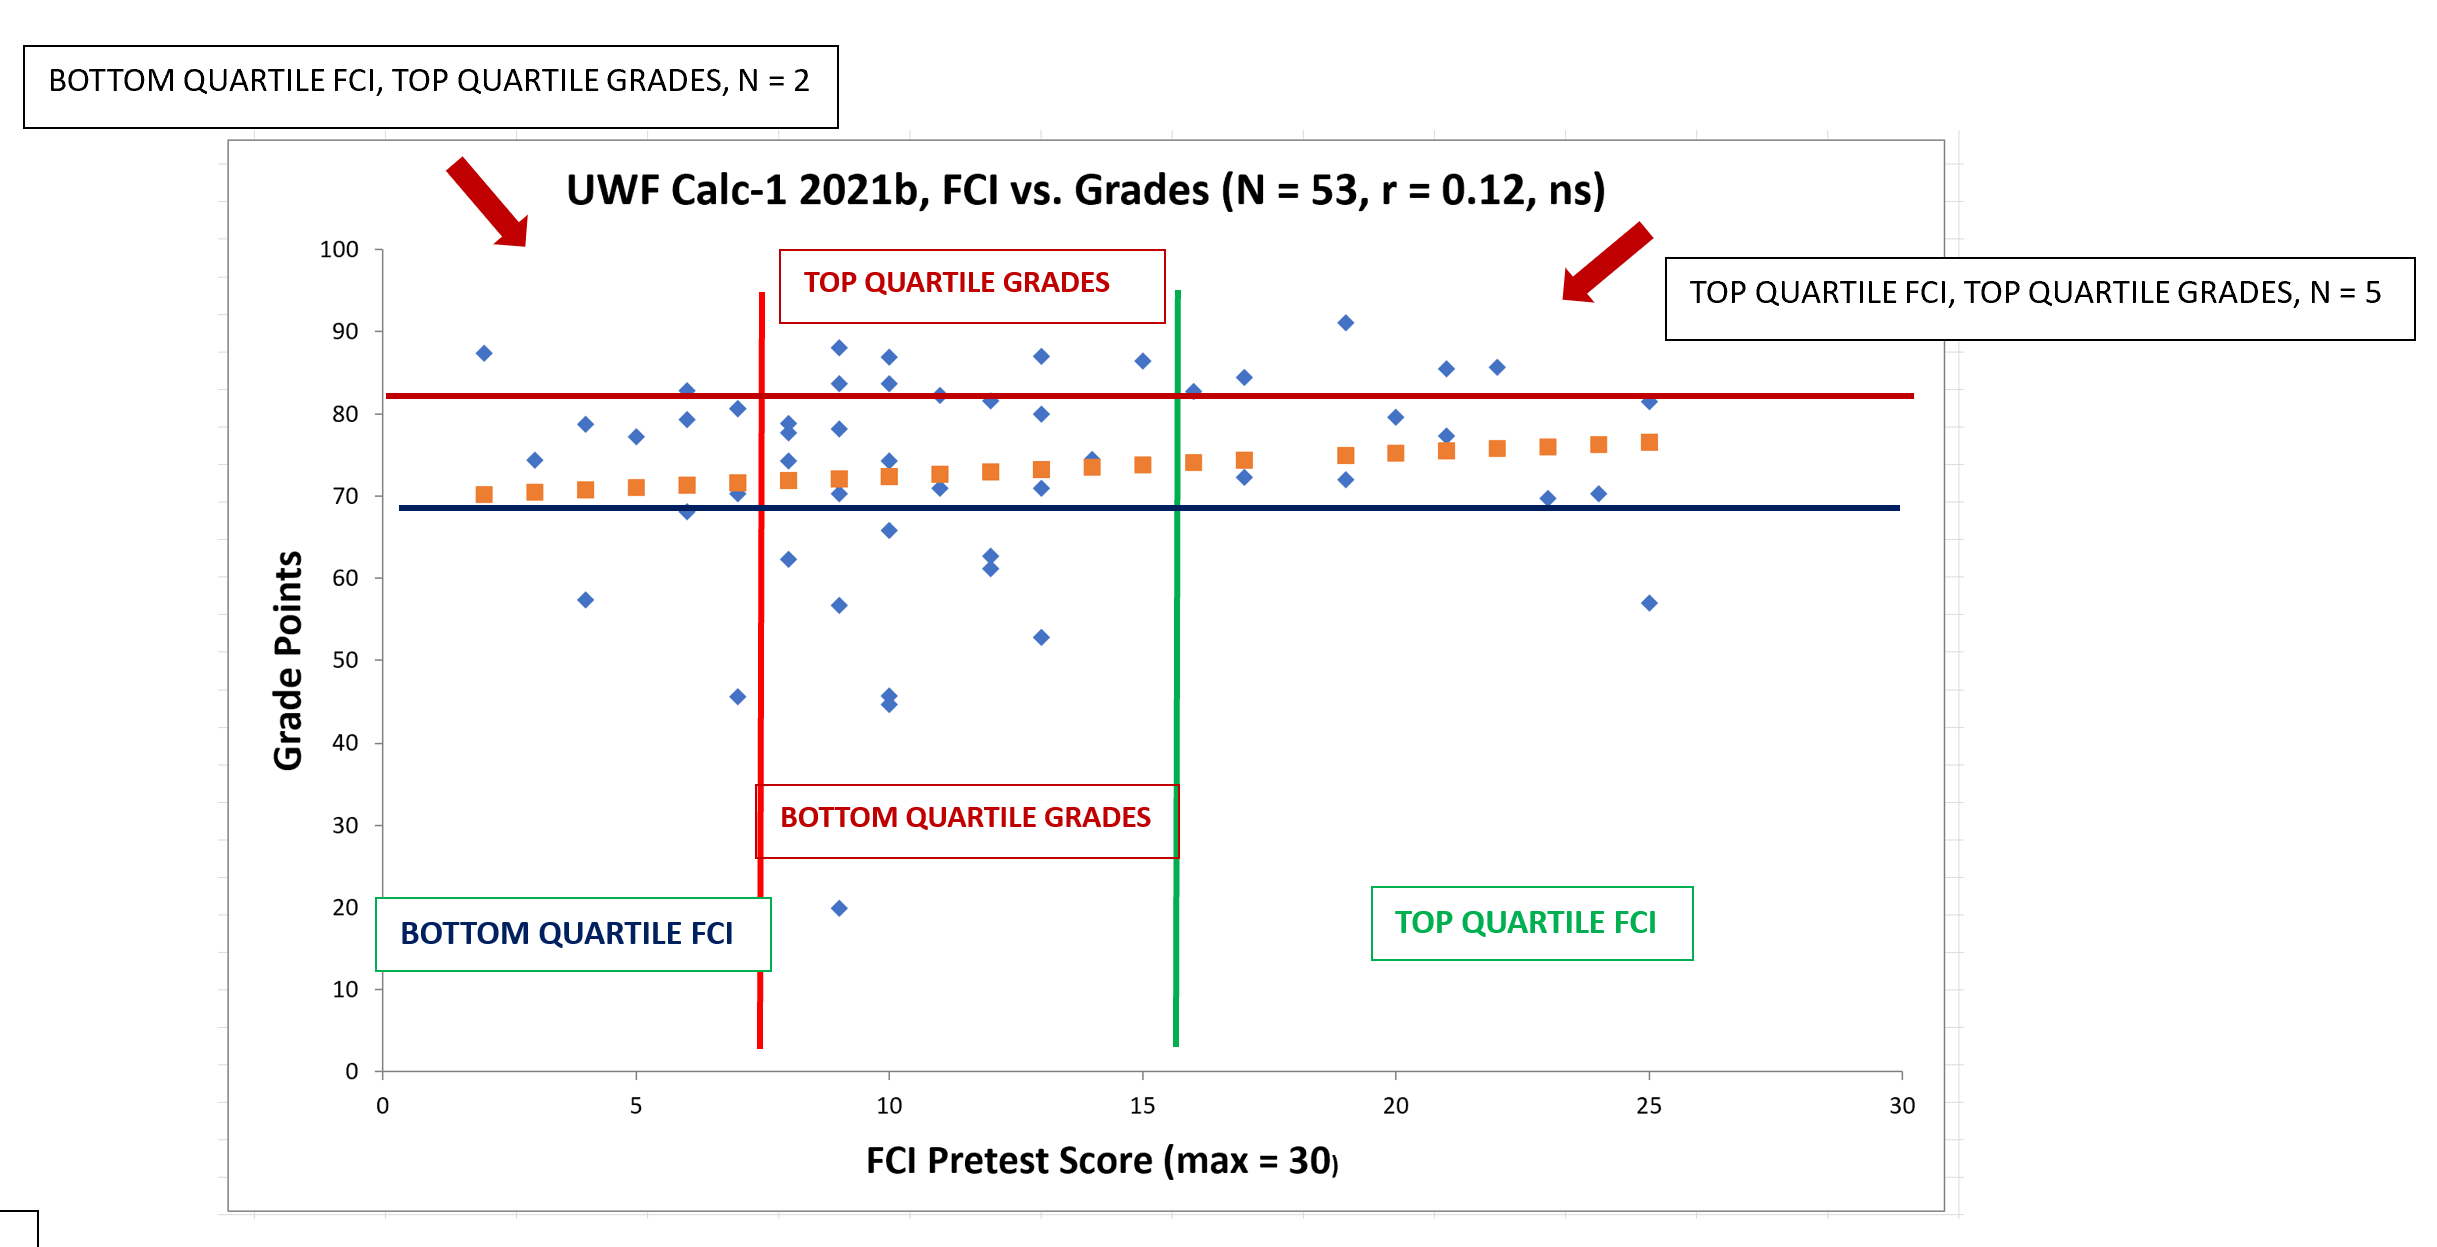 BOTTOM QUARTILE FCI, TOP QUARTILE GRADES, N = 2
UWF Calc-1 2021b, FCI vs. Grades (N = 53, r = 0.12, ns)
TOP QUARTILE GRADES
TOP QUARTILE FCI, TOP QUARTILE GRADES, N = 5
100
90
80
70
60
50
40
30
20
10
0
Grade Points
BOTTOM QUARTILE GRADES
BOTTOM QUARTILE FCI
TOP QUARTILE FCI
0 5 10 15 20 25 30
FCI Pretest Score (max = 30)